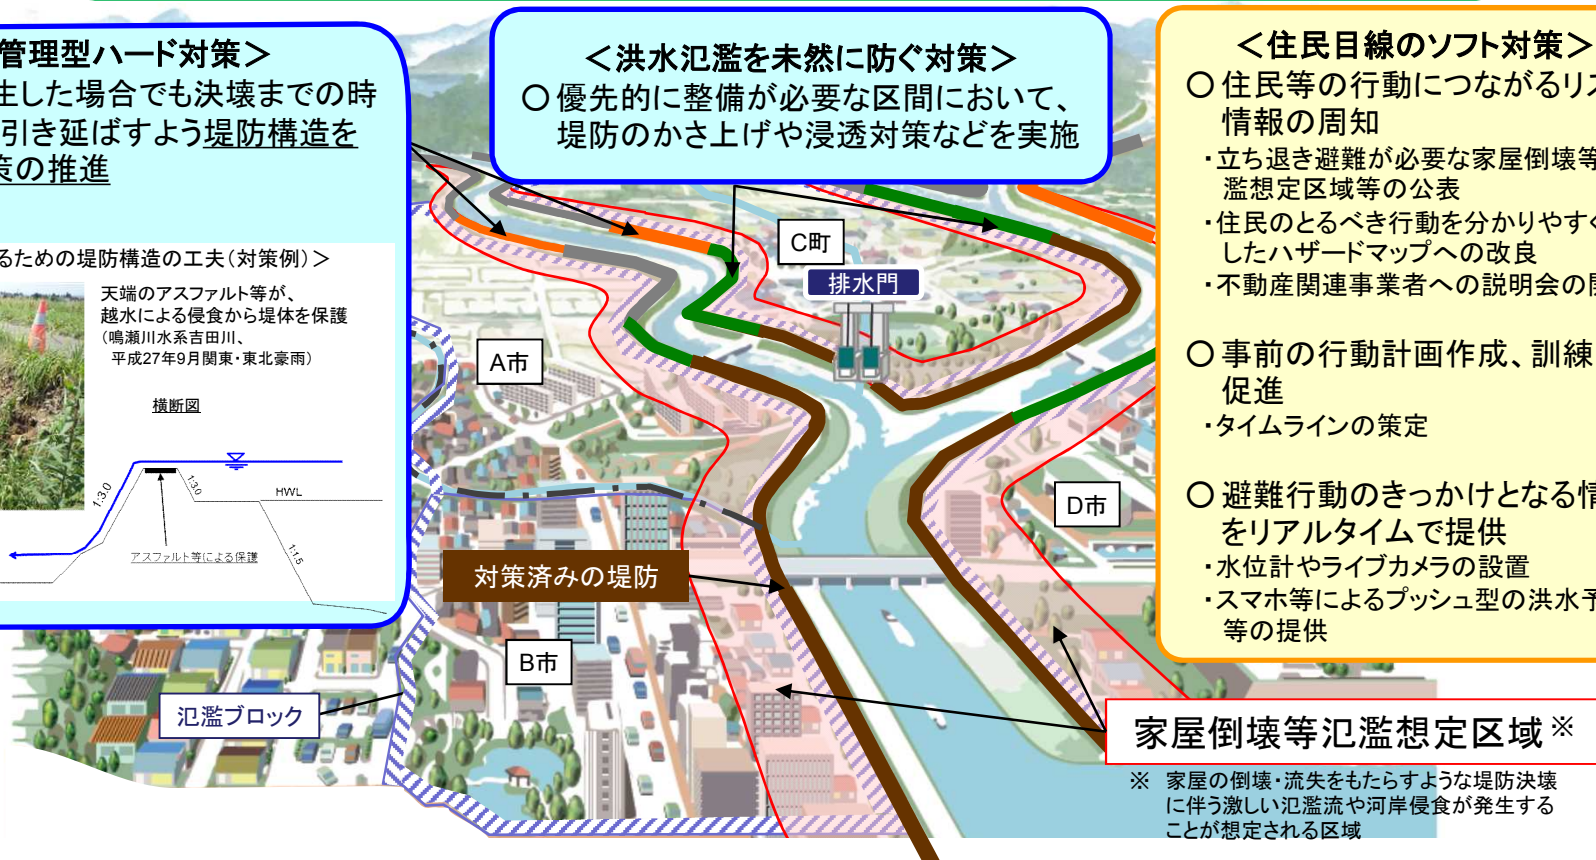 管理型ハード対策＞
生した場合でも決壊までの時
引き延ばすよう堤防構造を
策の推進
るための堤防構造の工夫（対策例）＞
天端のアスファルト等が、
越水による侵食から堤体を保護
（鳴瀬川水系吉田川、
平成27年9月関東・東北豪雨）
横断図
1:3.0
1:3.0
HWL
1:1.5
アスファルト等による保護
＜洪水氾濫を未然に防ぐ対策＞
○優先的に整備が必要な区間において、
堤防のかさ上げや浸透対策などを実施
＜住民目線のソフト対策＞
○住民等の行動につながるリス
情報の周知
・立ち退き避難が必要な家屋倒壊等
濫想定区域等の公表
・住民のとるべき行動を分かりやすく
したハザードマップへの改良
・不動産関連事業者への説明会の開
○事前の行動計画作成、訓練
促進
・タイムラインの策定
○避難行動のきっかけとなる情
をリアルタイムで提供
・水位計やライブカメラの設置
・スマホ等によるプッシュ型の洪水予
等の提供
C町
排水門
A市
D市
対策済みの堤防
B市
氾濫ブロック
家屋倒壊等氾濫想定区域※
※ 家屋の倒壊・流失をもたらすような堤防決壊
に伴う激しい氾濫流や河岸侵食が発生する
ことが想定される区域